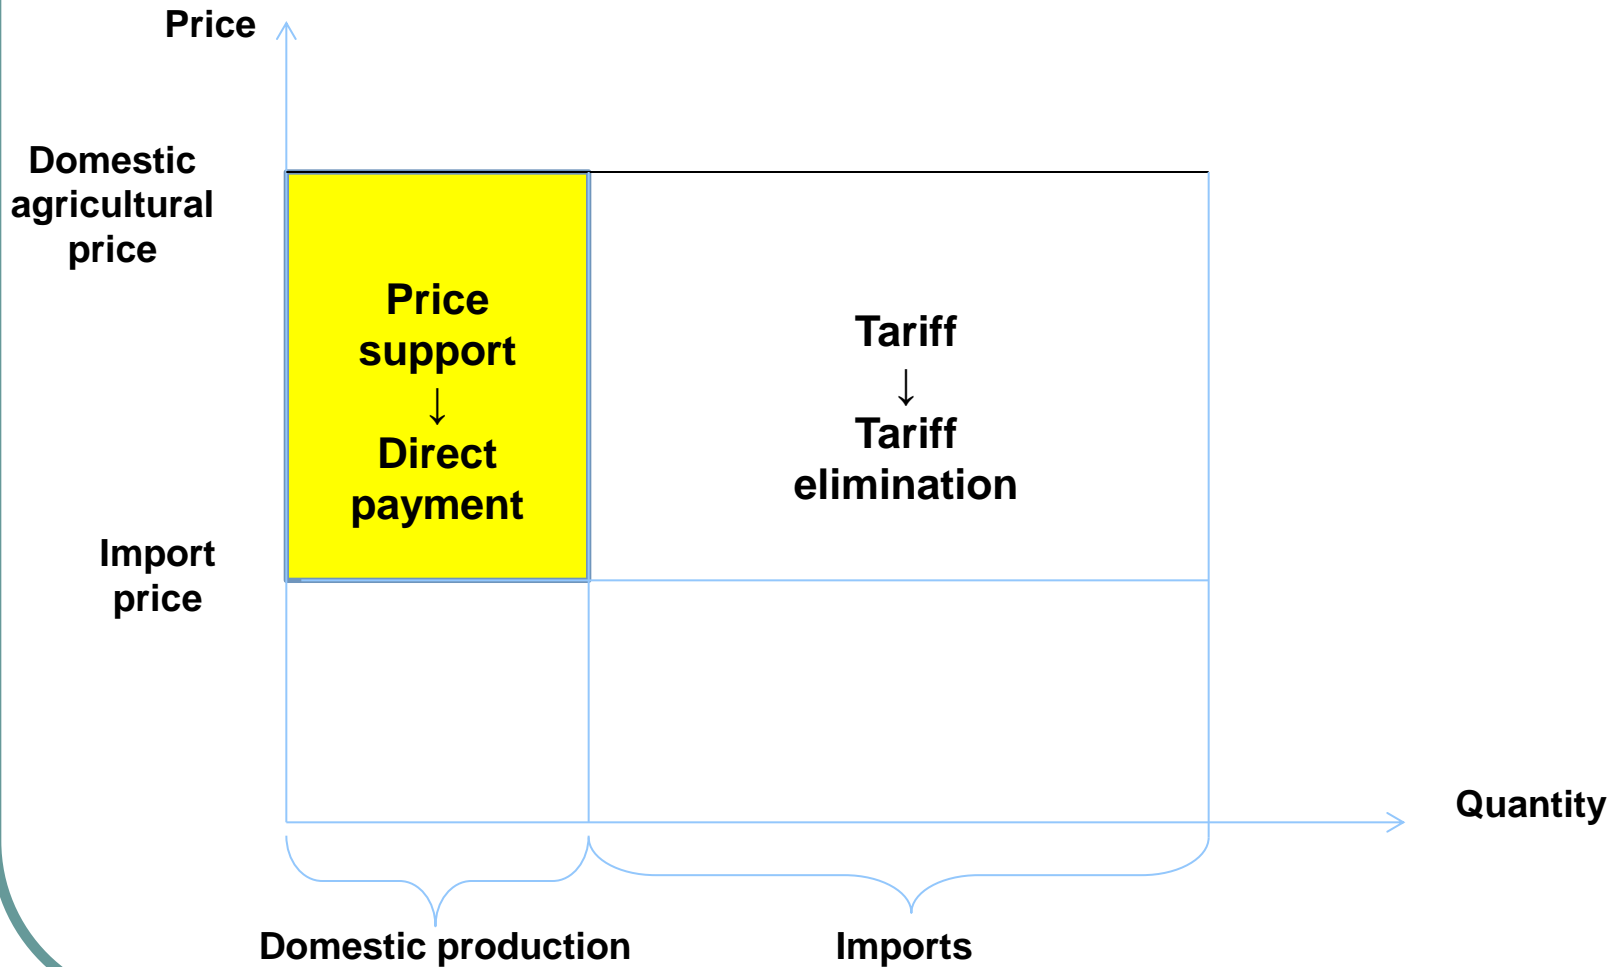 Price
Domestic
agricultural
price
Price
support
↓
Direct
payment
Tariff
↓
Tariff
elimination
Import
price
Quantity
Domestic production
Imports